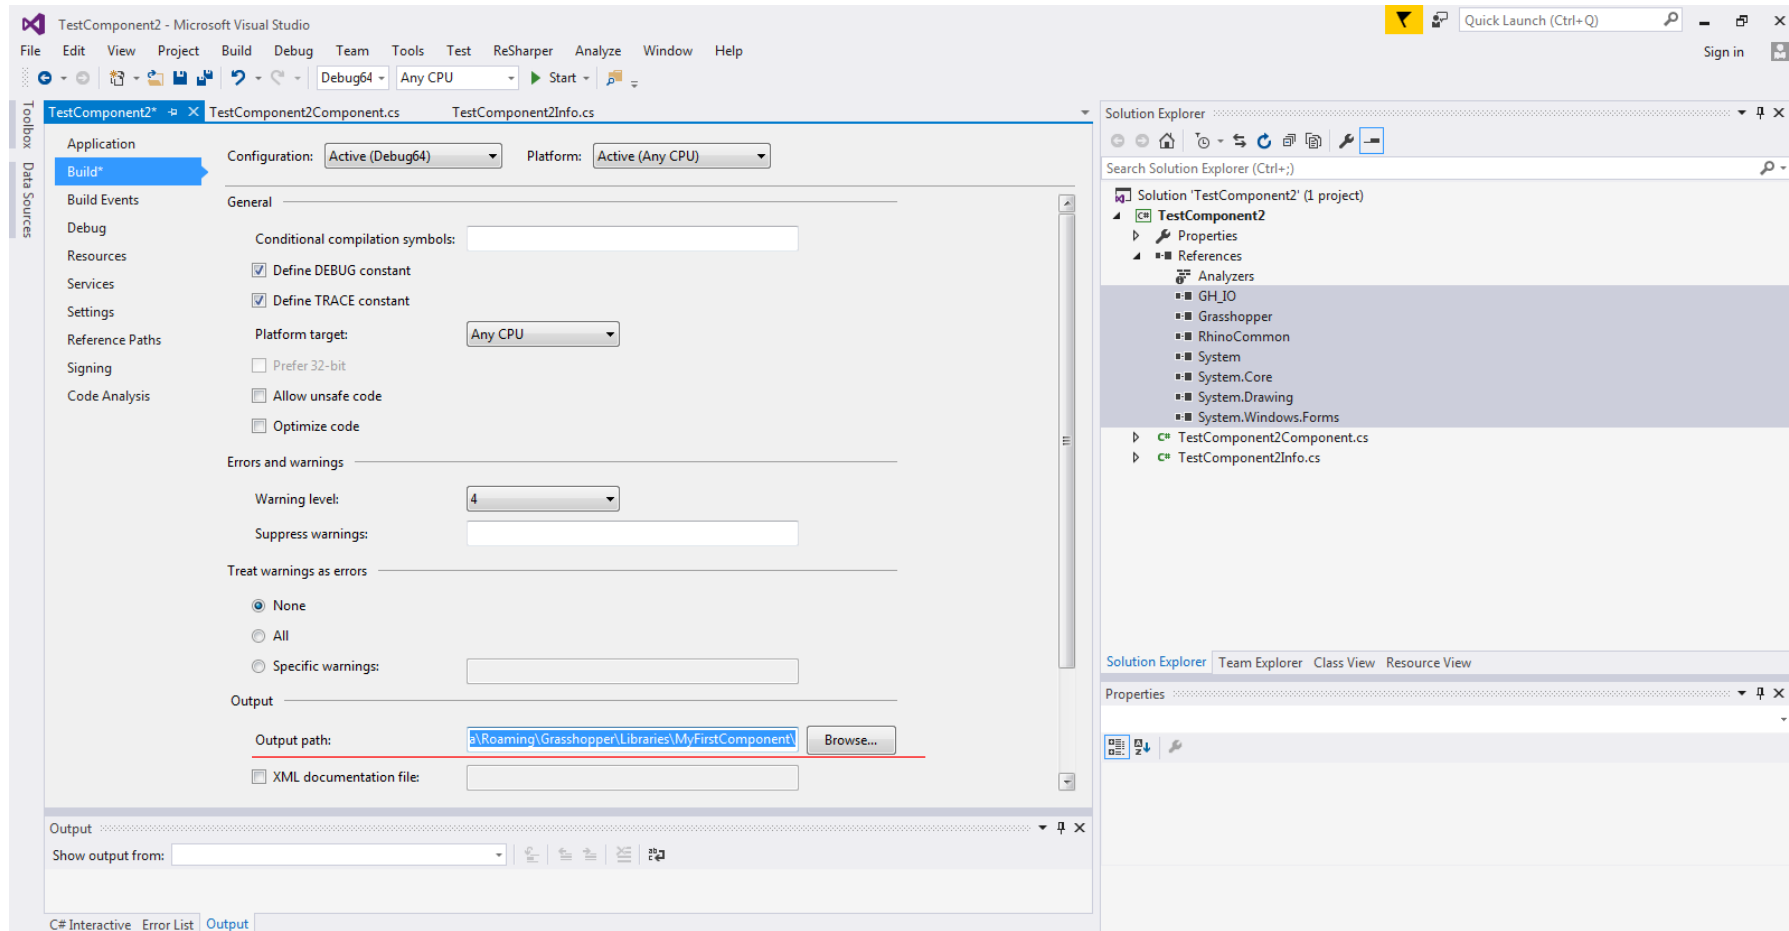 TestComponent2 - Microsoft Visual Studio
Quick Launch (Ctrl+Q)
File Edit View Project Build Debug Team Tools Test ReSharper Analyze Window Help
Sign in
Debug64 Any CPU Start
Toolbox
Data Sources
TestComponent2* TestComponent2Component.cs TestComponent2Info.cs
Application
Build*
Build Events
Debug
Resources
Services
Settings
Reference Paths
Signing
Code Analysis
Configuration: Active (Debug64) Platform: Active (Any CPU)
General
Conditional compilation symbols:
Define DEBUG constant
Define TRACE constant
Platform target: Any CPU
Prefer 32-bit
Allow unsafe code
Optimize code
Errors and warnings
Warning level: 4
Suppress warnings:
Treat warnings as errors
None
All
Specific warnings:
Output
Output path: a\Roaming\Grasshopper\Libraries\MyFirstComponent\ Browse...
XML documentation file:
Output
Show output from:
C# Interactive Error List Output
Solution Explorer
Search Solution Explorer (Ctrl+;)
Solution 'TestComponent2' (1 project)
C# TestComponent2
Properties
References
Analyzers
GH_IO
Grasshopper
RhinoCommon
System
System.Core
System.Drawing
System.Windows.Forms
C# TestComponent2Component.cs
C# TestComponent2Info.cs
Solution Explorer Team Explorer Class View Resource View
Properties